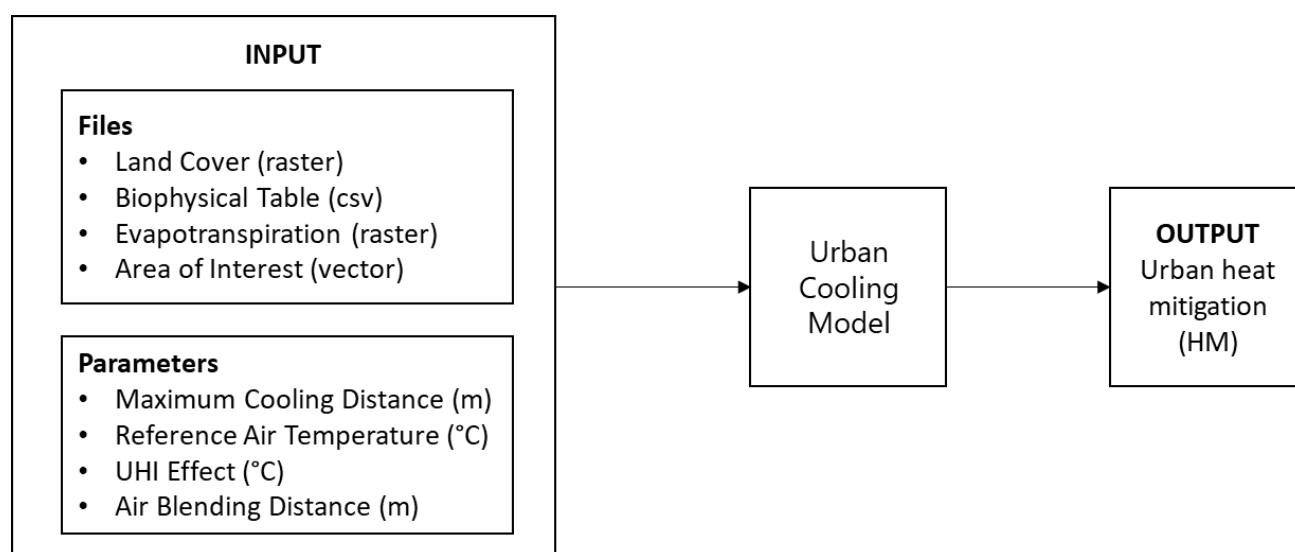 INPUT
Files
• Land Cover (raster)
• Biophysical Table (csv)
• Evapotranspiration (raster)
• Area of Interest (vector)
Parameters
• Maximum Cooling Distance (m)
• Reference Air Temperature (°C)
• UHI Effect (°C)
• Air Blending Distance (m)
Urban
Cooling
Model
OUTPUT
Urban heat
mitigation
(HM)